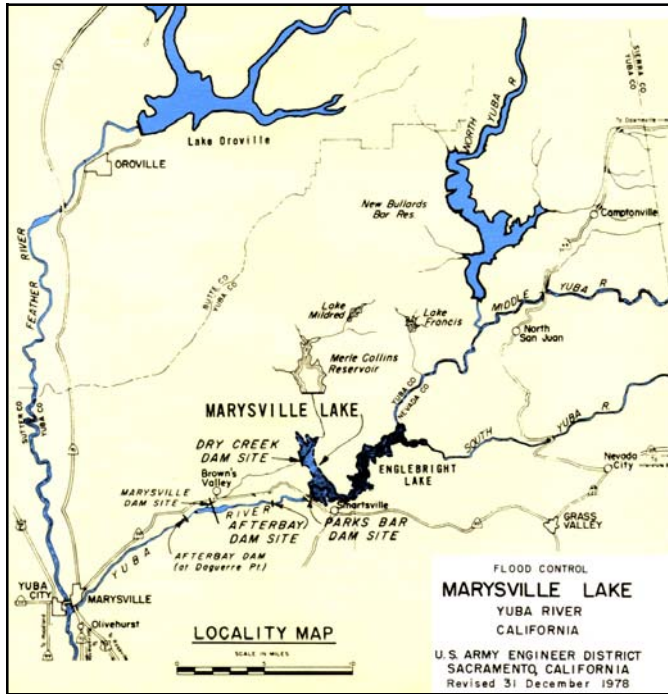 SIERRA CO
YUBA CO
To Downieville
NORTH
YUBA R
Lake Oroville
OROVILLE
New Bullards
Bar Res.
Camptonville
FEATHER RIVER
BUTTE CO
YUBA CO
MIDDLE YUBA R
Lake
Mildred
Lake
Francis
North
San Juan
Merle Collins
Reservoir
YUBA CO
NEVADA CO
SUTTER CO
YUBA CO
MARYSVILLE LAKE
SOUTH YUBA R
DRY CREEK
DAM SITE
ENGLEBRIGHT
LAKE
Nevada
City
Brown's
Valley
MARYSVILLE
DAM SITE
Smartsville
GRASS
VALLEY
YUBA RIVER
AFTERBAY
DAM SITE
PARKS BAR
DAM SITE
AFTERBAY DAM
(at Daguerre Pt.)
YUBA
CITY
MARYSVILLE
Olivehurst
LOCALITY MAP
SCALE IN MILES
FLOOD CONTROL
MARYSVILLE LAKE
YUBA RIVER
CALIFORNIA
U.S. ARMY ENGINEER DISTRICT
SACRAMENTO, CALIFORNIA
Revised 31 December 1978